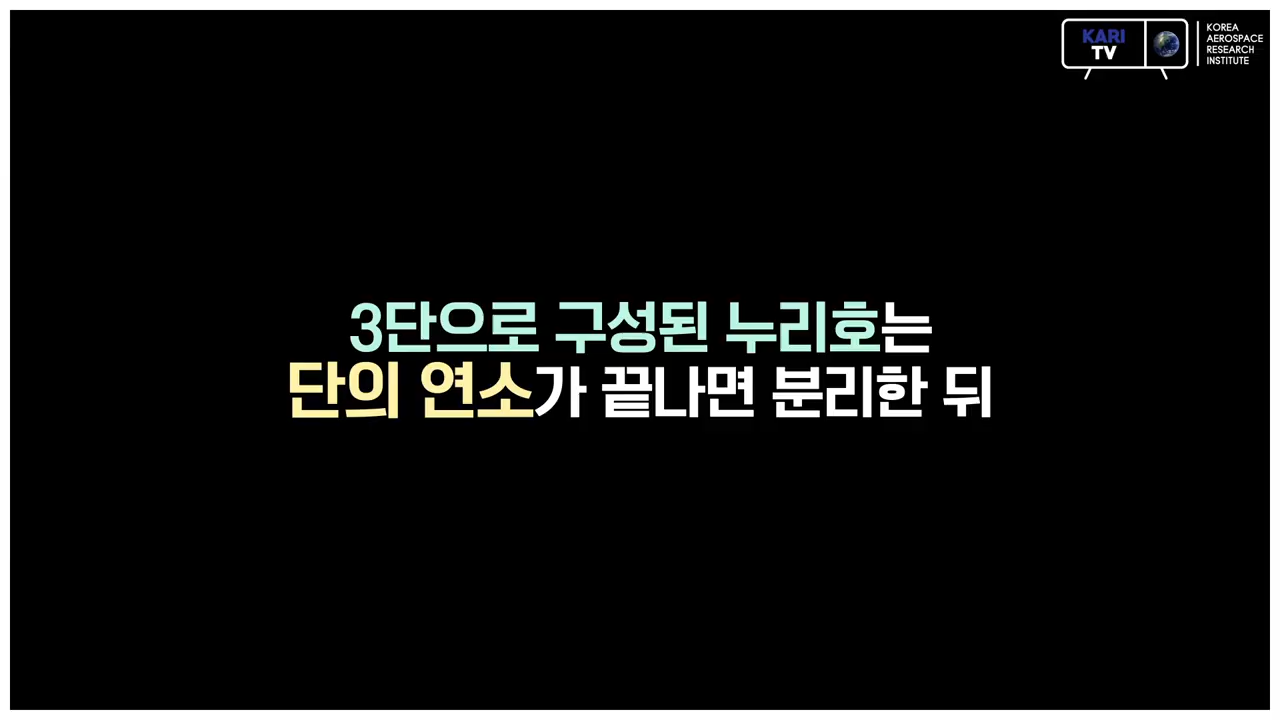 KARI
TV
KOREA
AEROSPACE
RESEARCH
INSTITUTE
3단으로 구성된 누리호는
단의 연소가 끝나면 분리한 뒤